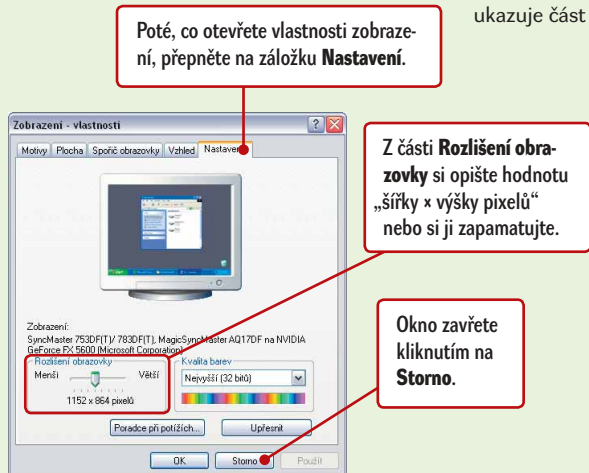 ukazuje část
Poté, co otevřete vlastnosti zobraze-
ní, přepněte na záložku Nastavení.
Zobrazení - vlastnosti
Motivy Plocha Spořič obrazovky Vzhled Nastavení
Z části Rozlišení obra-
zovky si opište hodnotu
„šířky × výšky pixelů“
nebo si ji zapamatujte.
Zobrazení:
SyncMaster 753DF(T)/ 783DF(T), MagicSyncMaster AQ17DF na NVIDIA
GeForce FX 5600 (Microsoft Corporation)
Rozlišení obrazovky
Menší Větší
1152 x 864 pixelů
Kvalita barev
Nejvyšší (32 bitů)
Okno zavřete
kliknutím na
Storno.
Poradce při potížích... Upřesnit
OK Storno Použít